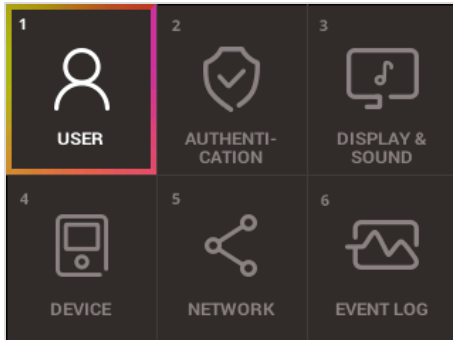 1
USER
2
AUTHENTI-
CATION
3
DISPLAY &
SOUND
4
DEVICE
5
NETWORK
6
EVENT LOG